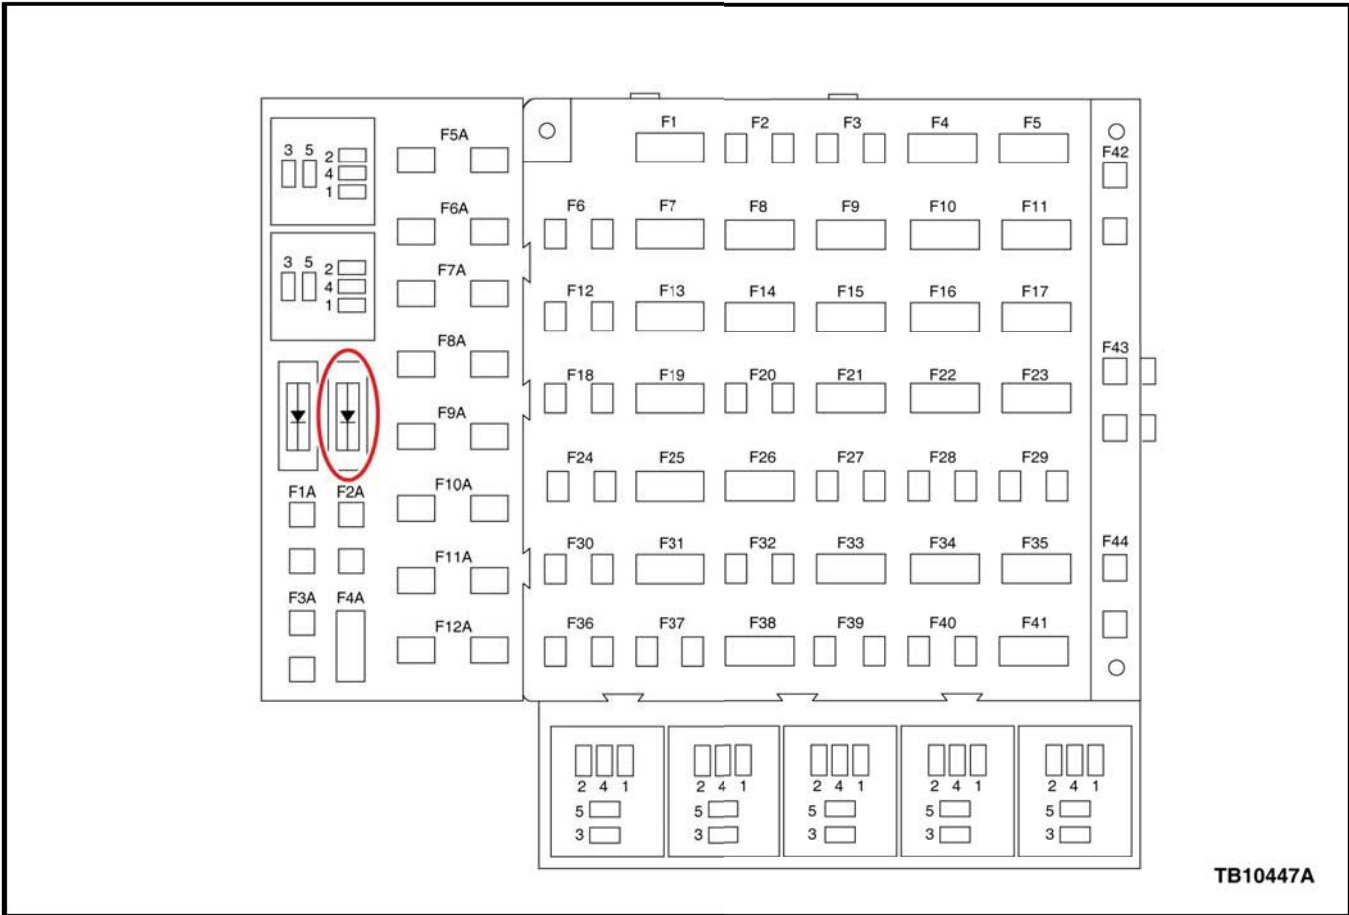 F5A F1 F2 F3 F4 F5
3 5 2 4 1
F42
F6A F6 F7 F8 F9 F10 F11
3 5 2 4 1
F7A F12 F13 F14 F15 F16 F17
F8A F43
F9A F18 F19 F20 F21 F22 F23
F1A F2A F10A F24 F25 F26 F27 F28 F29
F11A F30 F31 F32 F33 F34 F35 F44
F3A F4A F12A F36 F37 F38 F39 F40 F41
2 4 1 2 4 1 2 4 1 2 4 1 2 4 1
5 5 5 5 5
3 3 3 3 3
TB10447A